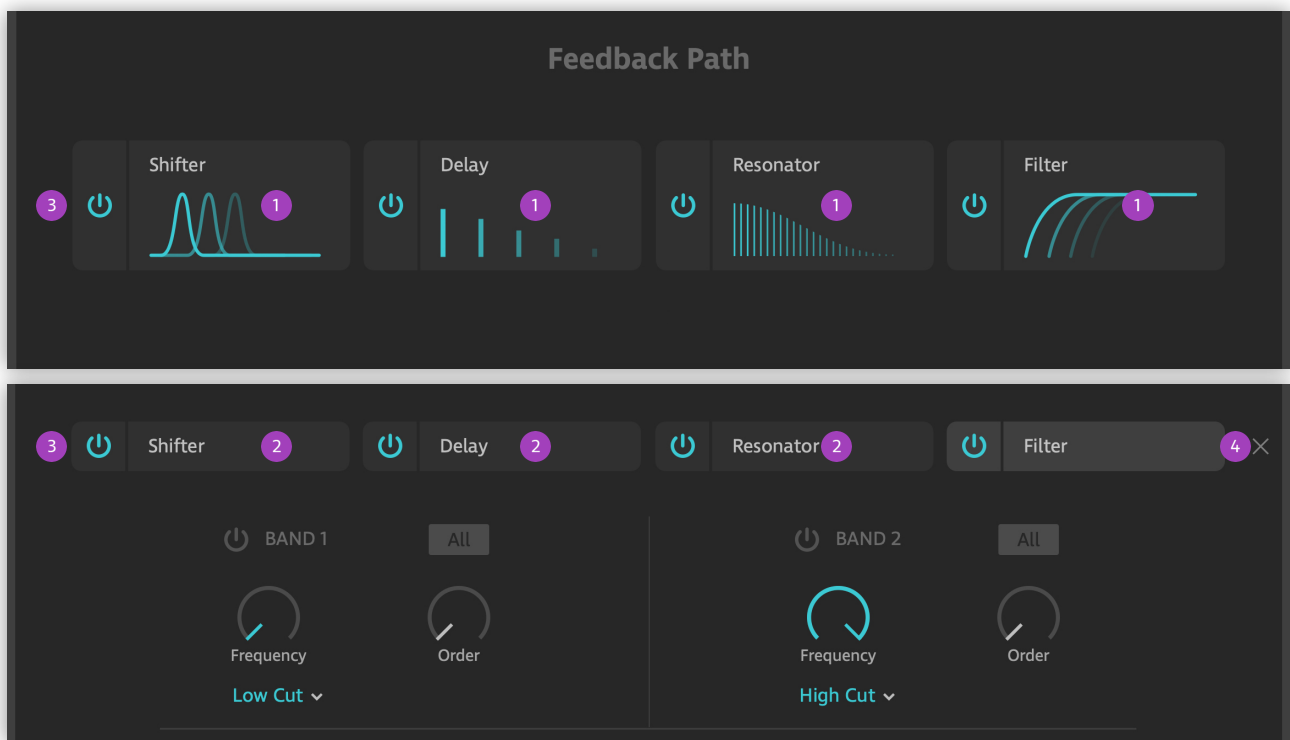 Feedback Path
Shifter
Delay
Resonator
Filter
3
1
1
1
1
3
Shifter
2
Delay
2
Resonator
2
Filter
4
BAND 1
All
BAND 2
All
Frequency
Order
Frequency
Order
Low Cut
High Cut